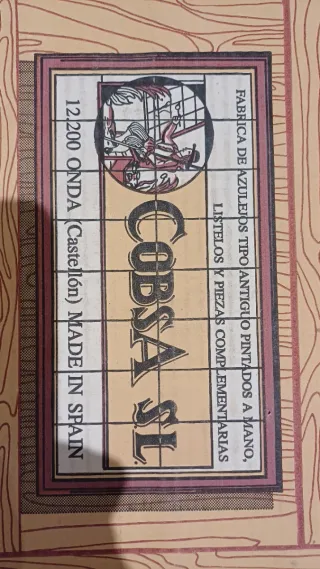 FABRICA DE AZULEJOS TIPO ANTIGUO PINTADOS A MANO,
LISTELOS Y PIEZAS COMPLEMENTARIAS
COBSA S.L.
12.200 ONDA (Castellón) MADE IN SPAIN